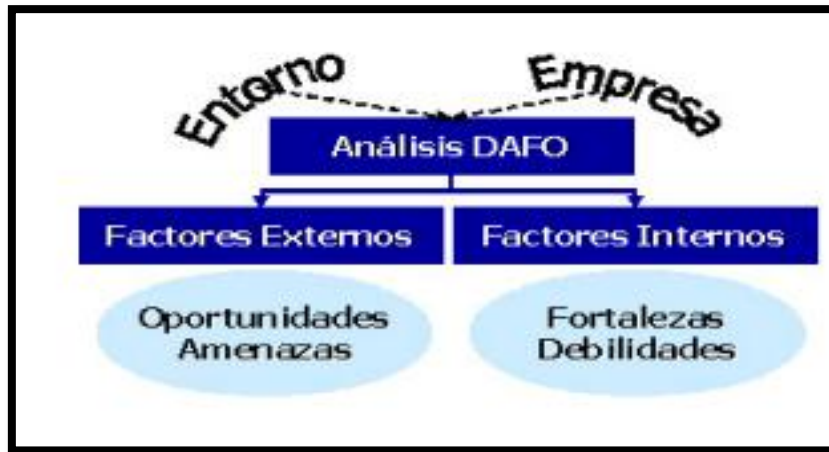 Entorno
Empresa
Análisis DAFO
Factores Externos
Factores Internos
Oportunidades
Amenazas
Fortalezas
Debilidades